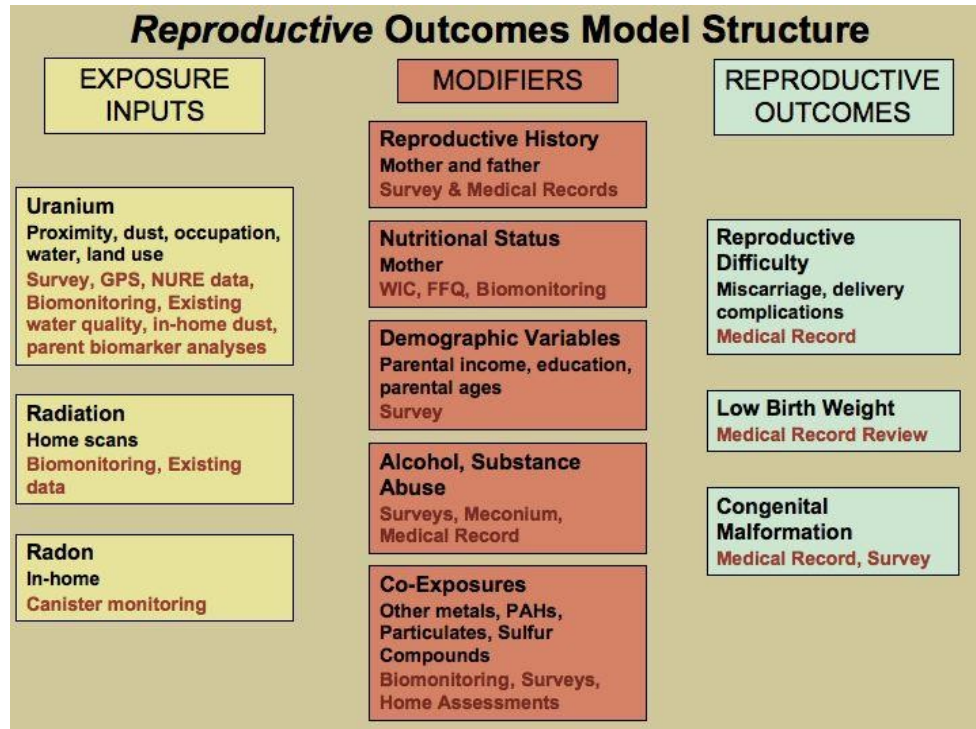 Reproductive Outcomes Model Structure
EXPOSURE
INPUTS
Uranium
Proximity, dust, occupation,
water, land use
Survey, GPS, NURE data,
Biomonitoring, Existing
water quality, in-home dust,
parent biomarker analyses
Radiation
Home scans
Biomonitoring, Existing
data
Radon
In-home
Canister monitoring
MODIFIERS
Reproductive History
Mother and father
Survey & Medical Records
Nutritional Status
Mother
WIC, FFQ, Biomonitoring
Demographic Variables
Parental income, education,
parental ages
Survey
Alcohol, Substance
Abuse
Surveys, Meconium,
Medical Record
Co-Exposures
Other metals, PAHs,
Particulates, Sulfur
Compounds
Biomonitoring, Surveys,
Home Assessments
REPRODUCTIVE
OUTCOMES
Reproductive
Difficulty
Miscarriage, delivery
complications
Medical Record
Low Birth Weight
Medical Record Review
Congenital
Malformation
Medical Record, Survey